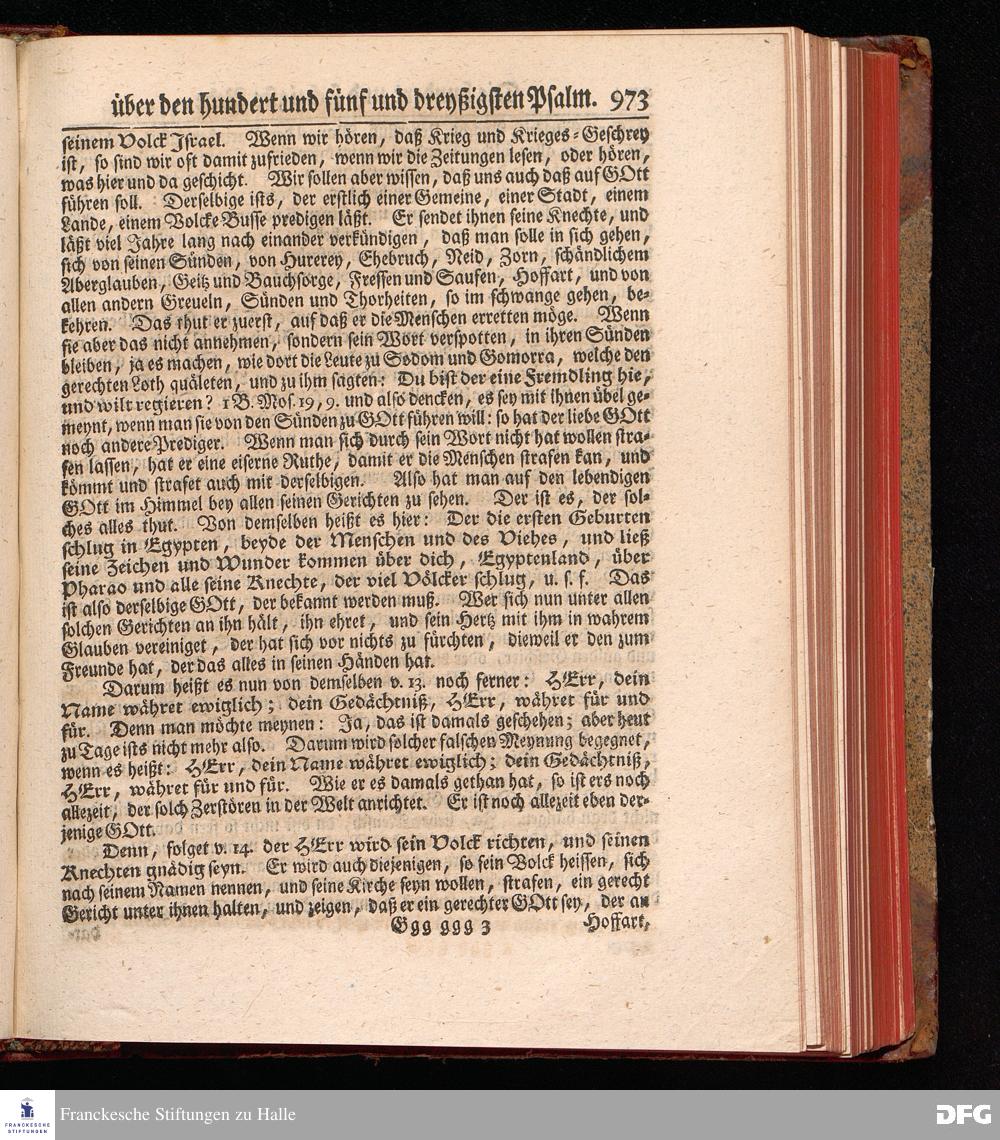 über den hundert und fünf und dreyßigsten Psalm. 973
seinem Volck Israel. Wenn wir hören, daß Krieg und Krieges-Geschrey
ist, so sind wir oft damit zufrieden, wenn wir die Zeitungen lesen, oder hören,
was hier und da geschicht. Wir sollen aber wissen, daß uns auch daß auf GOtt
führen soll. Derselbige ists, der erstlich einer Gemeine, einer Stadt, einem
Lande, einem Volcke Busse predigen läßt. Er sendet ihnen seine Knechte, und
läßt viel Jahre lang nach einander verkündigen, daß man solle in sich gehen,
sich von seinen Sünden, von Hurerey, Ehebruch, Neid, Zorn, schändlichem
Aberglauben, Geitz und Bauchsorge, Fressen und Saufen, Hoffart, und von
allen andern Greueln, Sünden und Thorheiten, so im schwange gehen, be-
kehren. Das thut er zuerst, auf daß er die Menschen erretten möge. Wenn
sie aber das nicht annehmen, sondern sein Wort verspotten, in ihren Sünden
bleiben, ja es machen, wie dort die Leute zu Sodom und Gomorra, welche den
gerechten Loth quäleten, und zu ihm sagten: Du bist der eine Fremdling hie,
und wilt regieren? 1 B. Mos. 19, 9. und also dencken, es sey mit ihnen übel ge-
meynt, wenn man sie von den Sünden zu GOtt führen will: so hat der liebe GOtt
noch andere Prediger. Wenn man sich durch sein Wort nicht hat wollen stra-
fen lassen, hat er eine eiserne Ruthe, damit er die Menschen strafen kan, und
kömmt und strafet auch mit derselbigen. Also hat man auf den lebendigen
GOtt im Himmel bey allen seinen Gerichten zu sehen. Der ist es, der sol-
ches alles thut. Von demselben heißt es hier: Der die ersten Geburten
schlug in Egypten, beyde der Menschen und des Viehes, und ließ
seine Zeichen und Wunder kommen über dich, Egyptenland, über
Pharao und alle seine Knechte, der viel Völcker schlug, u. s. f. Das
ist also derselbige GOtt, der bekannt werden muß. Wer sich nun unter allen
solchen Gerichten an ihn hält, ihn ehret, und sein Hertz mit ihm in wahrem
Glauben vereiniget, der hat sich vor nichts zu fürchten, dieweil er den zum
Freunde hat, der das alles in seinen Händen hat.
Darum heißt es nun von demselben v. 13. noch ferner: HErr, dein
Name währet ewiglich; dein Gedächtniß, HErr, währet für und
für. Denn man möchte meynen: Ja, das ist damals geschehen; aber heut
zu Tage ists nicht mehr also. Darum wird solcher falschen Meynung begegnet,
wenn es heißt: HErr, dein Name währet ewiglich; dein Gedächtniß,
HErr, währet für und für. Wie er es damals gethan hat, so ist ers noch
allezeit, der solch Zerstören in der Welt anrichtet. Er ist noch allezeit eben der-
jenige GOtt.
Denn, folget v. 14. der HErr wird sein Volck richten, und seinen
Knechten gnädig seyn. Er wird auch diejenigen, so sein Volck heissen, sich
nach seinem Namen nennen, und seine Kirche seyn wollen, strafen, ein gerecht
Gericht unter ihnen halten, und zeigen, daß er ein gerechter GOtt sey, der an
Ggg ggg 3 Hoffart,
FRANCKESCHE
STIFTUNGEN
Franckesche Stiftungen zu Halle
DFG